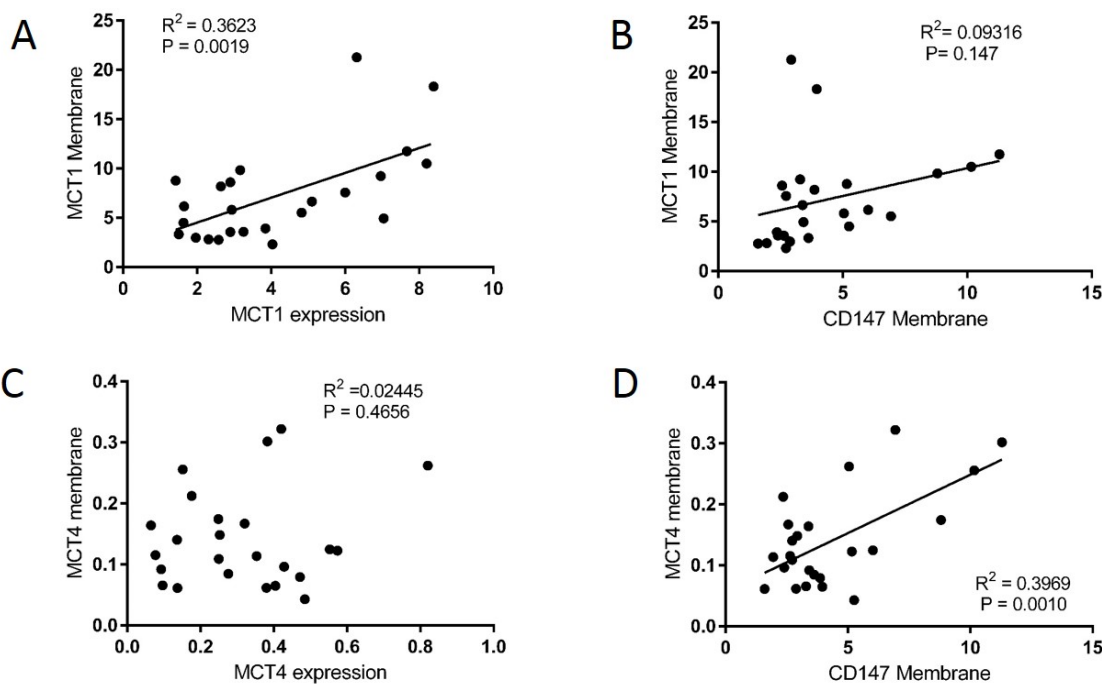 A
R² = 0.3623
P = 0.0019
25
20
15
10
5
0
MCT1 Membrane
0 2 4 6 8 10
MCT1 expression
B
R²= 0.09316
P= 0.147
25
20
15
10
5
0
MCT1 Membrane
0 5 10 15
CD147 Membrane
C
R² =0.02445
P = 0.4656
0.4
0.3
0.2
0.1
0.0
MCT4 membrane
0.0 0.2 0.4 0.6 0.8 1.0
MCT4 expression
D
0.4
0.3
0.2
0.1
0.0
MCT4 membrane
R² = 0.3969
P = 0.0010
0 5 10 15
CD147 Membrane